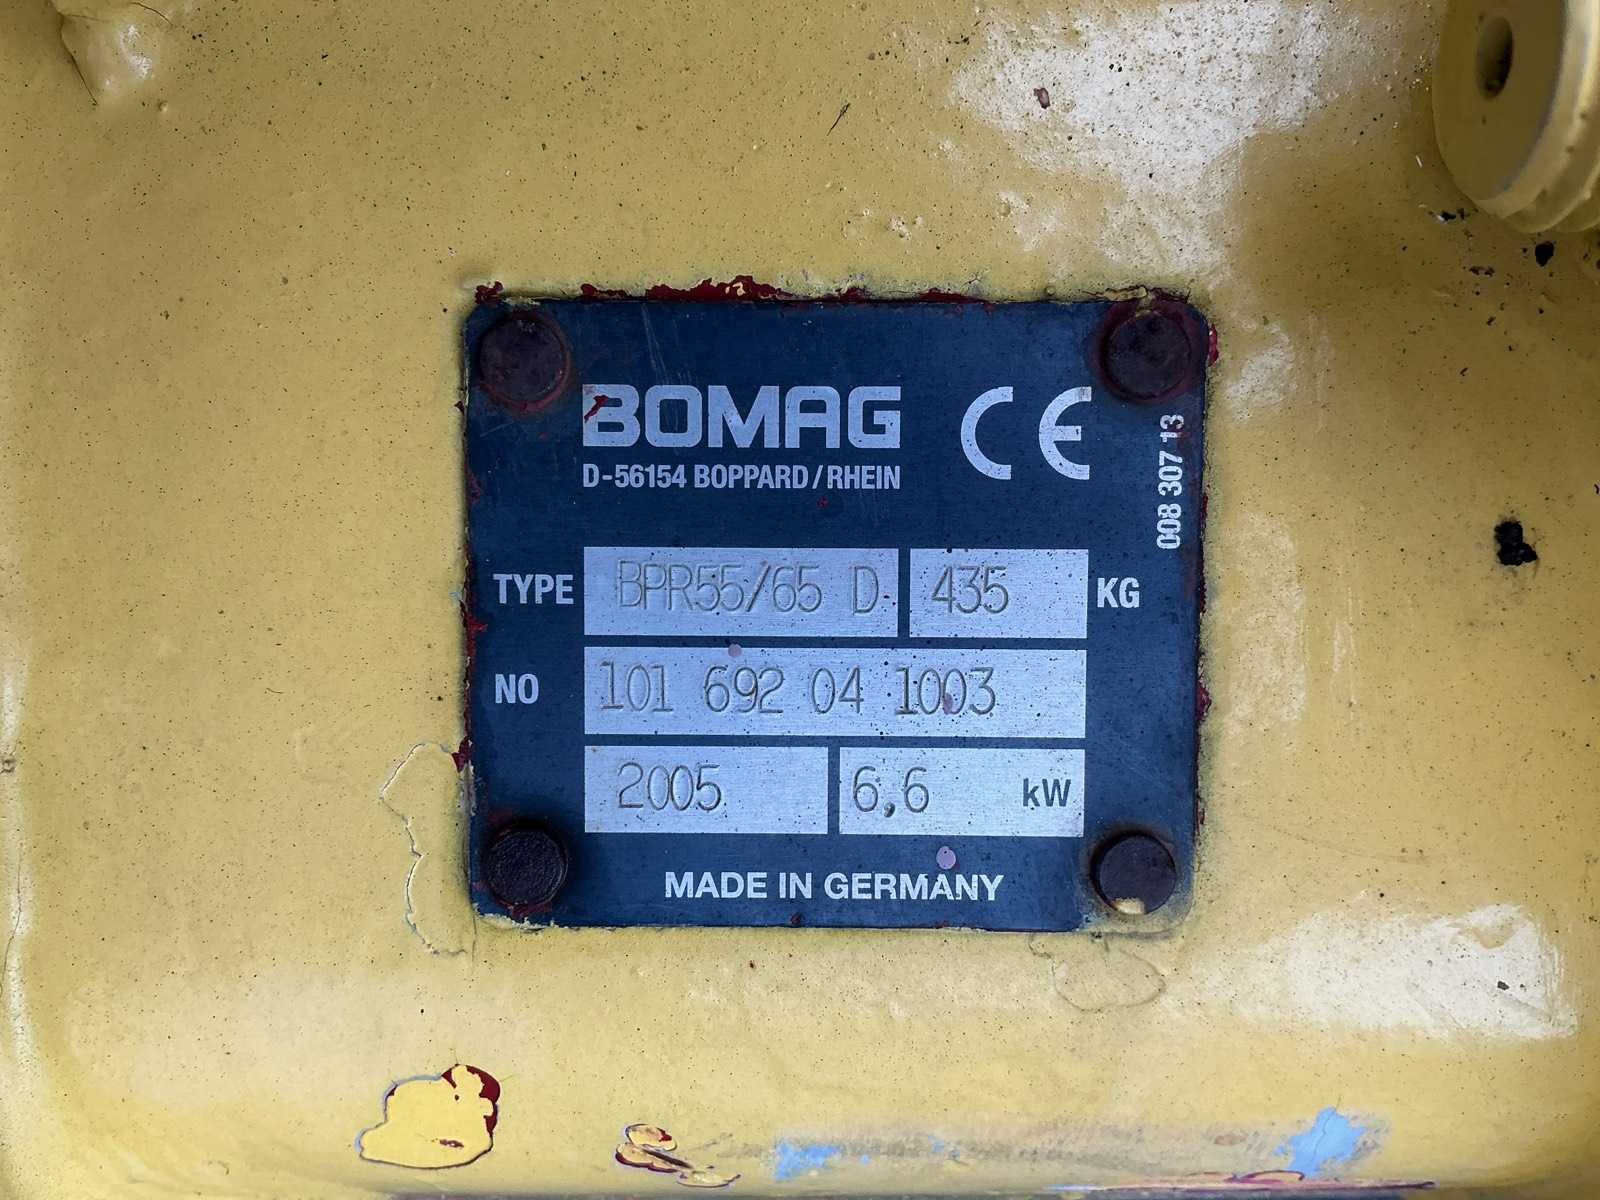 BOMAG CE
D-56154 BOPPARD/RHEIN
008 307 13
TYPE BPR55/65 D 435 KG
NO 101 692 04 1003
2005 6,6 kW
MADE IN GERMANY